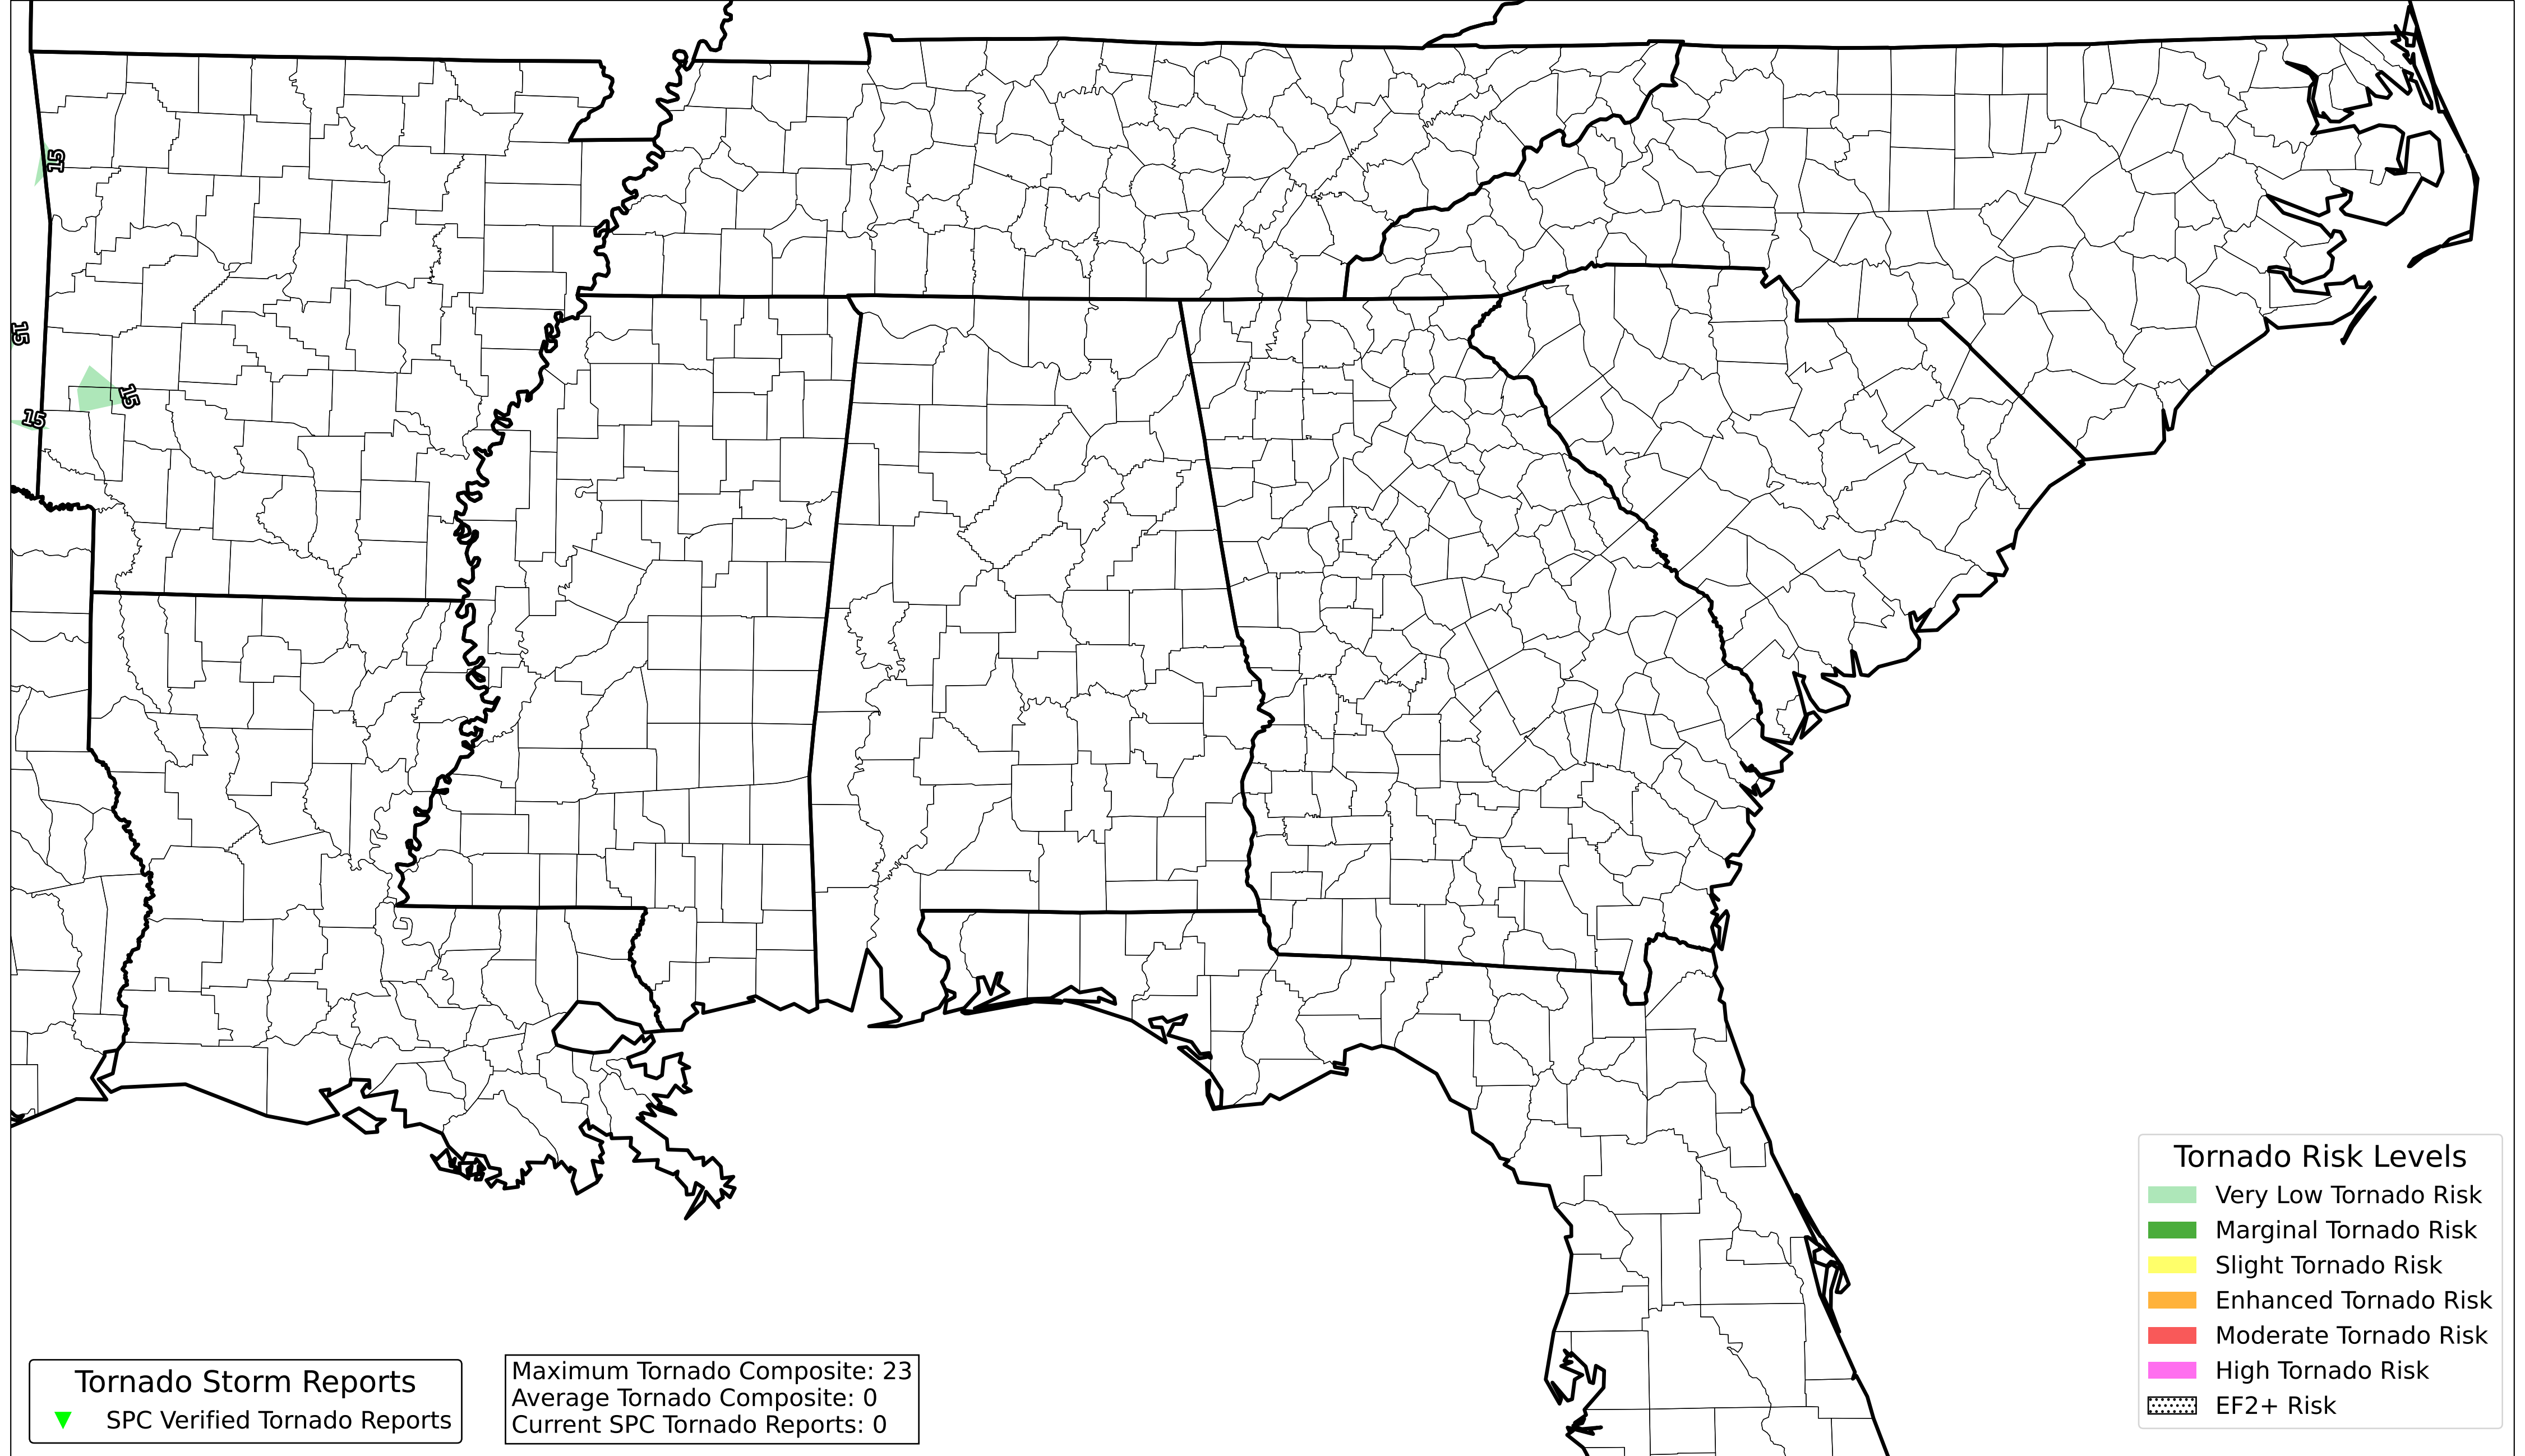 15
15
15
15
Tornado Storm Reports
SPC Verified Tornado Reports
Maximum Tornado Composite: 23
Average Tornado Composite: 0
Current SPC Tornado Reports: 0
Tornado Risk Levels
Very Low Tornado Risk
Marginal Tornado Risk
Slight Tornado Risk
Enhanced Tornado Risk
Moderate Tornado Risk
High Tornado Risk
EF2+ Risk